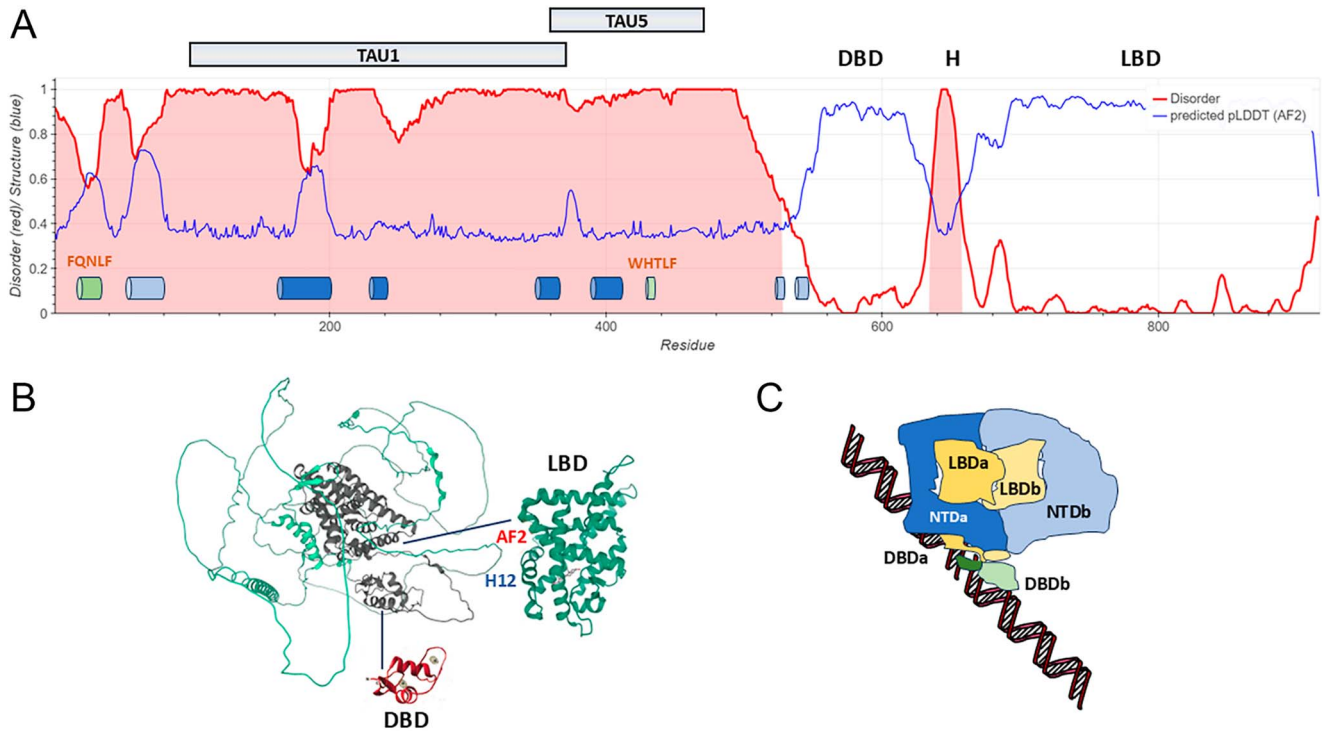 A
TAU5
TAU1
DBD
H
LBD
Disorder (red)/ Structure (blue)
1
0.8
0.6
0.4
0.2
0
Disorder
predicted pLDDT (AF2)
FQNLF
WHTLF
200
400
600
800
Residue
B
LBD
AF2
H12
DBD
C
LBDa
LBDb
NTDa
NTDb
DBDa
DBDb